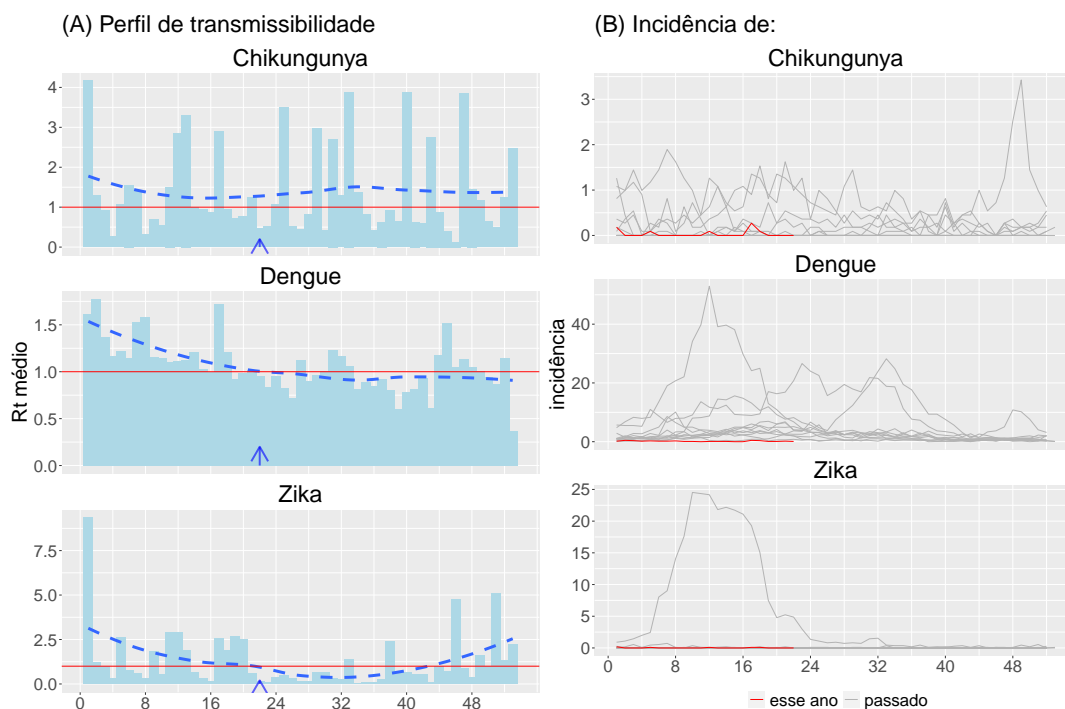 (A) Perfil de transmissibilidade
Chikungunya
4
3
2
1
0
Dengue
1.5
1.0
0.5
0.0
Rt médio
Zika
7.5
5.0
2.5
0.0
0 8 16 24 32 40 48
(B) Incidência de:
Chikungunya
3
2
1
0
Dengue
40
20
0
incidência
Zika
25
20
15
10
5
0
0 8 16 24 32 48
esse ano passado